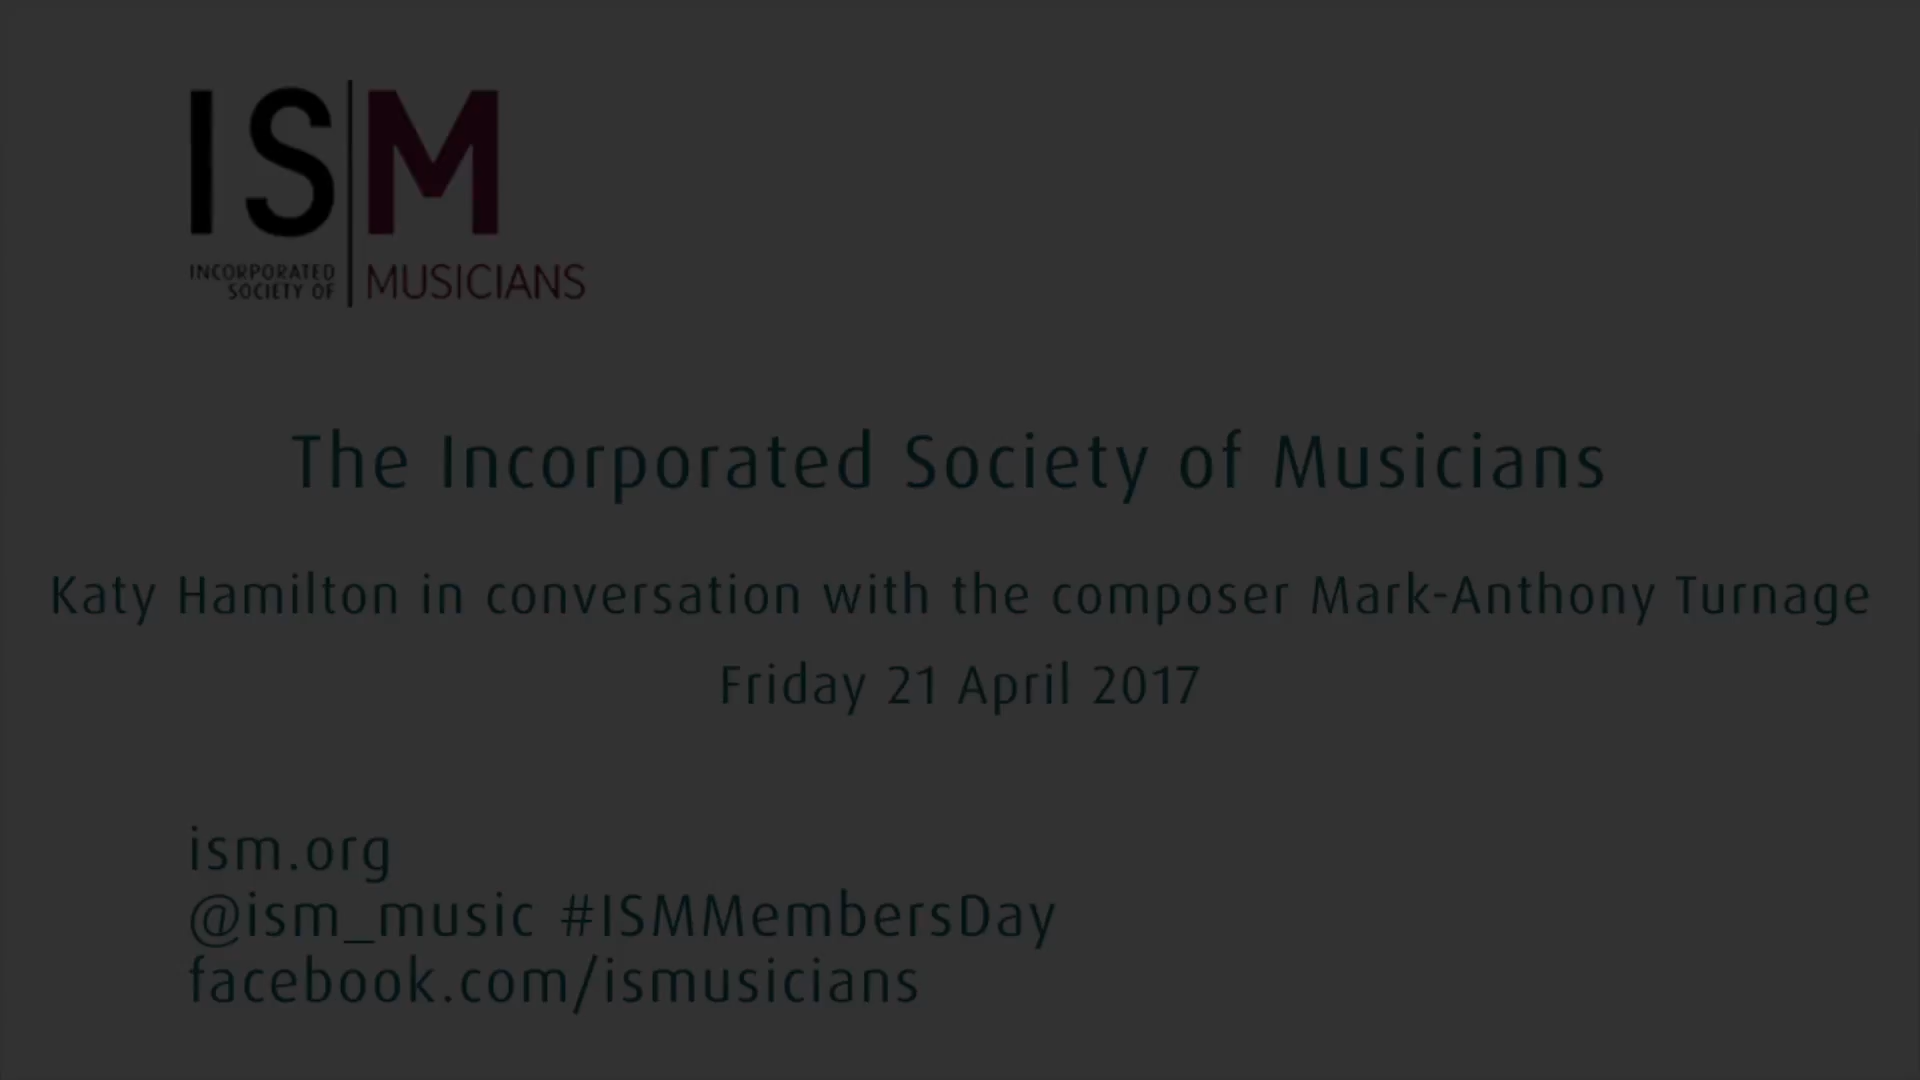 ISM
INCORPORATED
SOCIETY OF
MUSICIANS
The Incorporated Society of Musicians
Katy Hamilton in conversation with the composer Mark-Anthony Turnage
Friday 21 April 2017
ism.org
@ism_music #ISMMembersDay
facebook.com/ismusicians